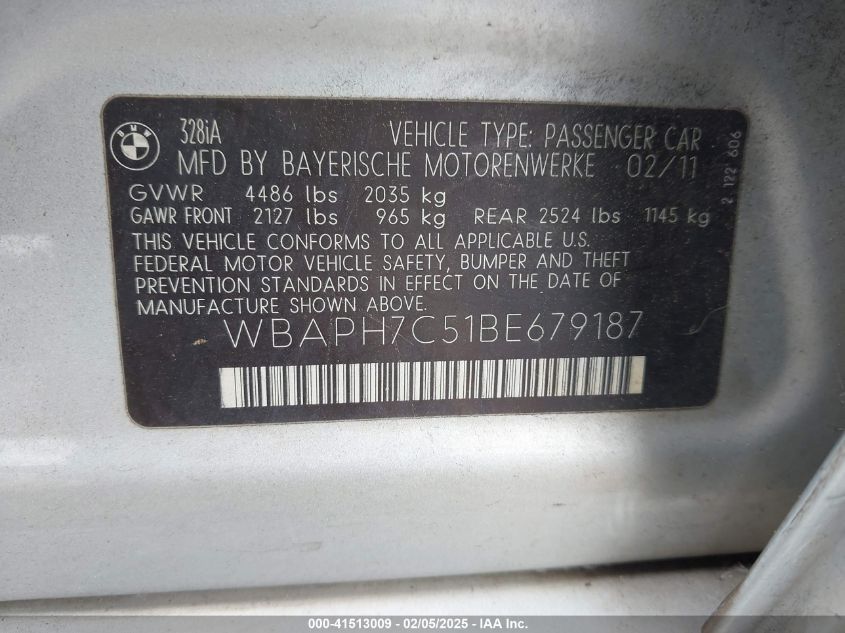 BMW
328iA VEHICLE TYPE: PASSENGER CAR
MFD BY BAYERISCHE MOTORENWERKE 02/11
GVWR 4486 lbs 2035 kg
GAWR FRONT 2127 lbs 965 kg REAR 2524 lbs 1145 kg
THIS VEHICLE CONFORMS TO ALL APPLICABLE U.S.
FEDERAL MOTOR VEHICLE SAFETY, BUMPER AND THEFT
PREVENTION STANDARDS IN EFFECT ON THE DATE OF
MANUFACTURE SHOWN ABOVE.
WBAPH7C51BE679187
2 122 606
000-41513009 - 02/05/2025 - IAAI.com. Inc.